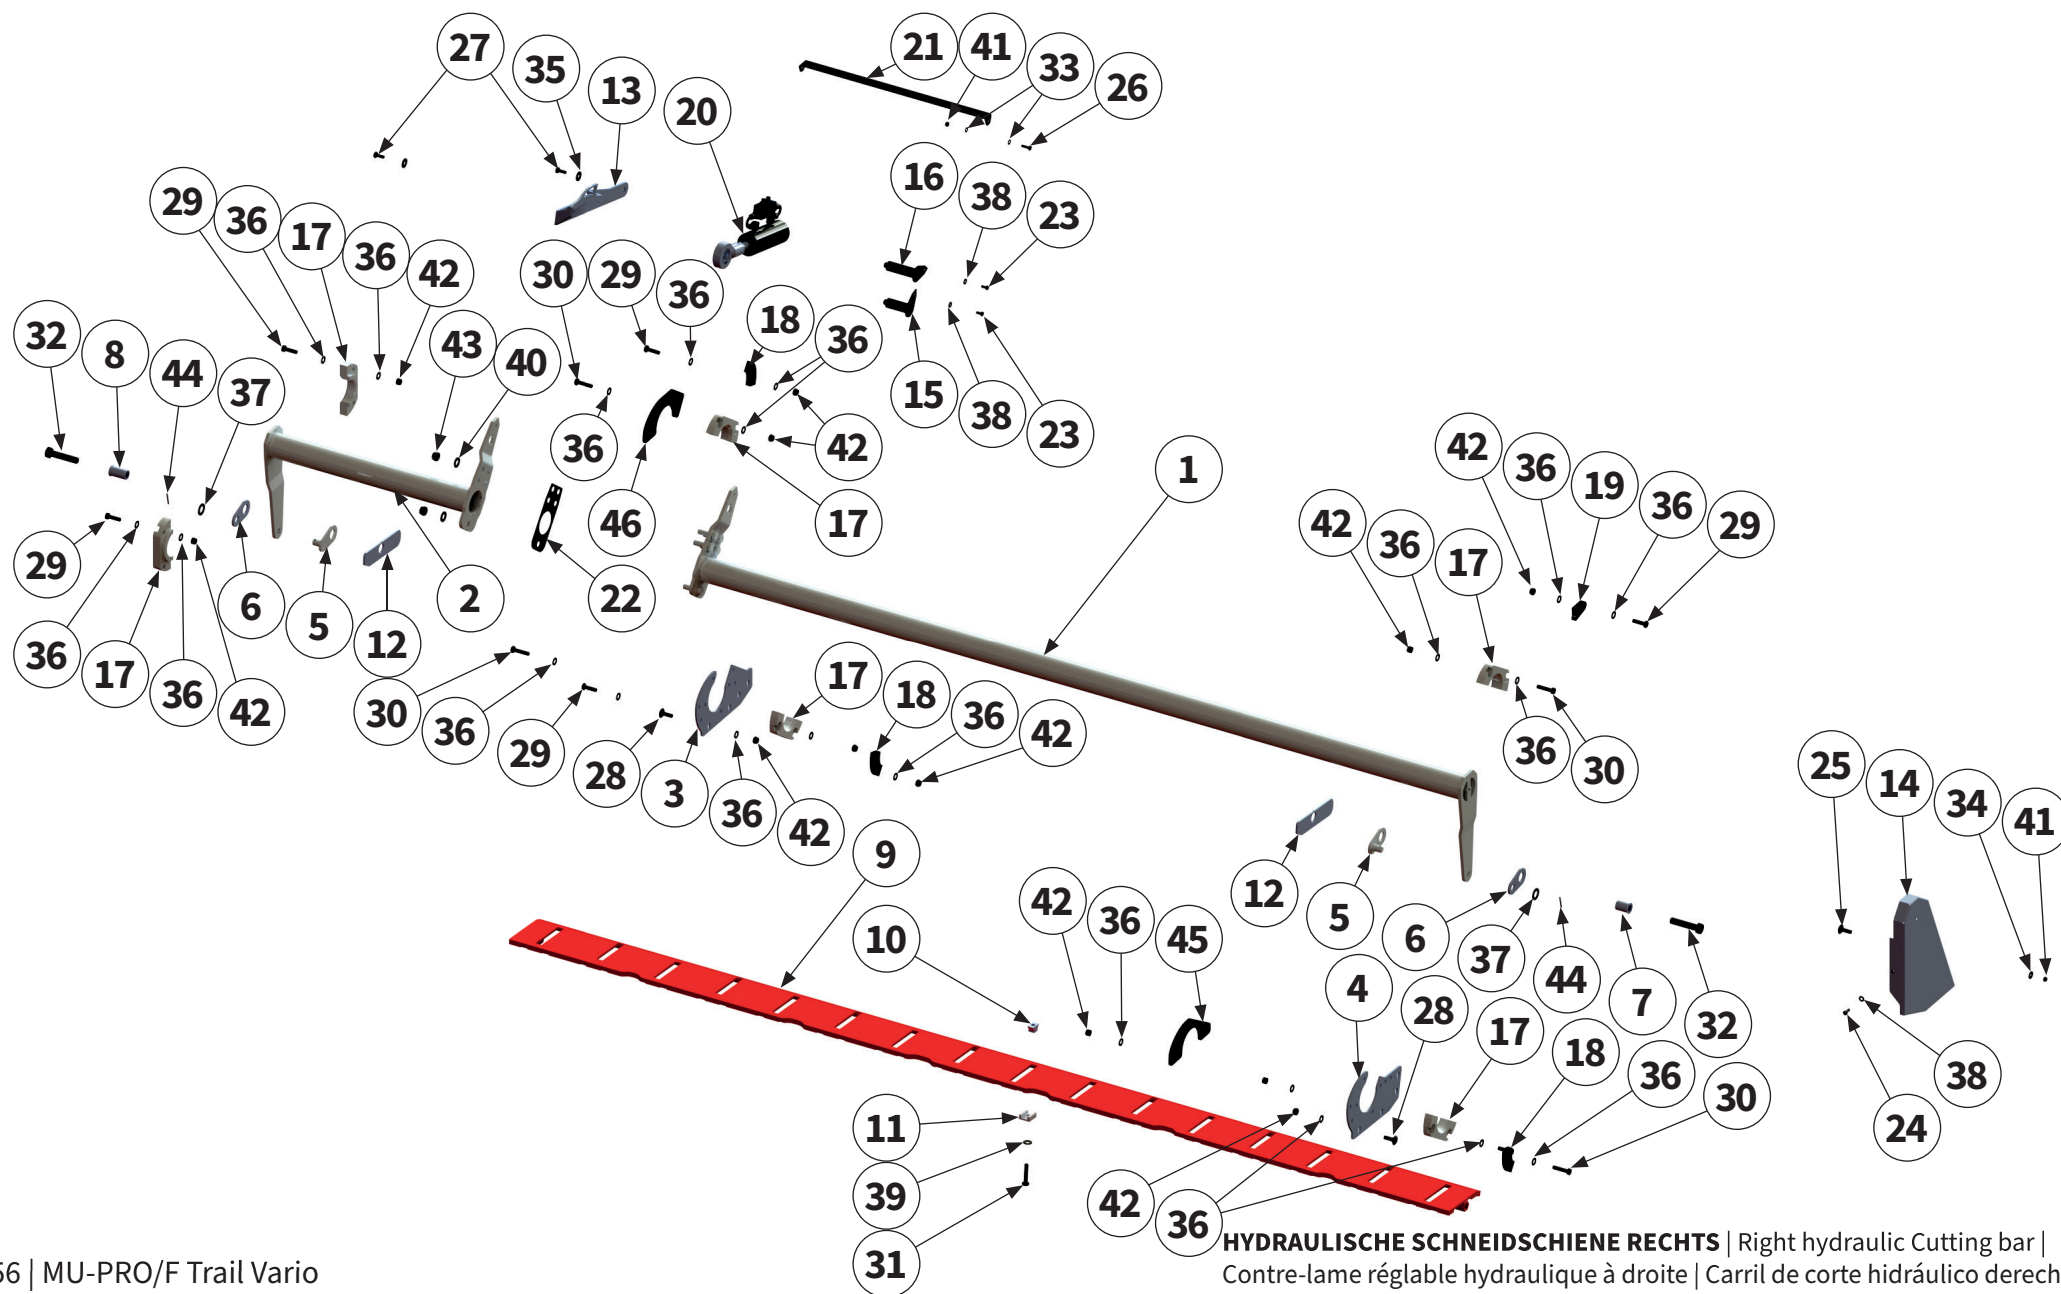 27 35 13 20 21 41 33 26
29 36 17 36 42 16 38 23
32 8 44 37 43 40 30 29 36 18 36
15 38 23
36 46 42 17
1
42 36 19 36 29
42 36 17
29 6 5 12 2 22
36 17 36 42 30 36 29 28 3 36 42
17 18 36 42
36 30
25 14 34 41
9
10
12 5 6 37 44 7 32
42 36 45 4 28 17 18 36 30
38
24
11
39
31
42 36
56 | MU-PRO/F Trail Vario
HYDRAULISCHE SCHNEIDSCHIENE RECHTS | Right hydraulic Cutting bar |
Contre-lame réglable hydraulique à droite | Carril de corte hidráulico derech